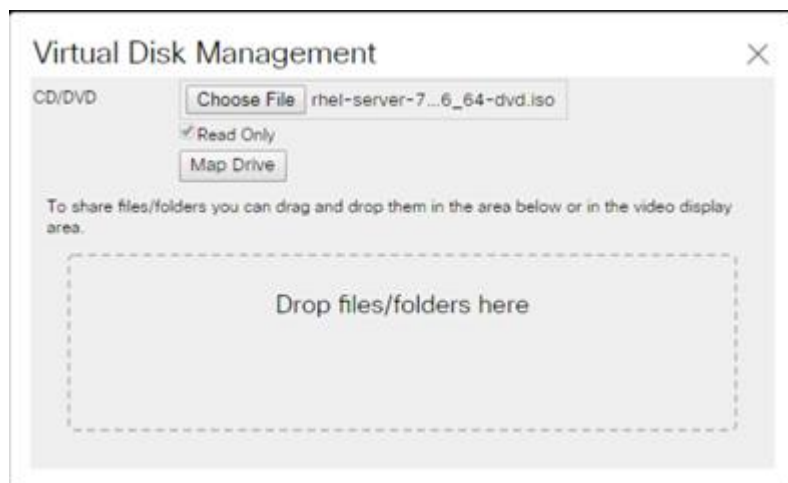 Virtual Disk Management
CD/DVD Choose File rhel-server-7...6_64-dvd.iso
Read Only
Map Drive
To share files/folders you can drag and drop them in the area below or in the video display
area.
Drop files/folders here